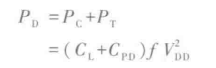 P_D = P_C + P_T
= ( C_L + C_PD ) f V_DD^2